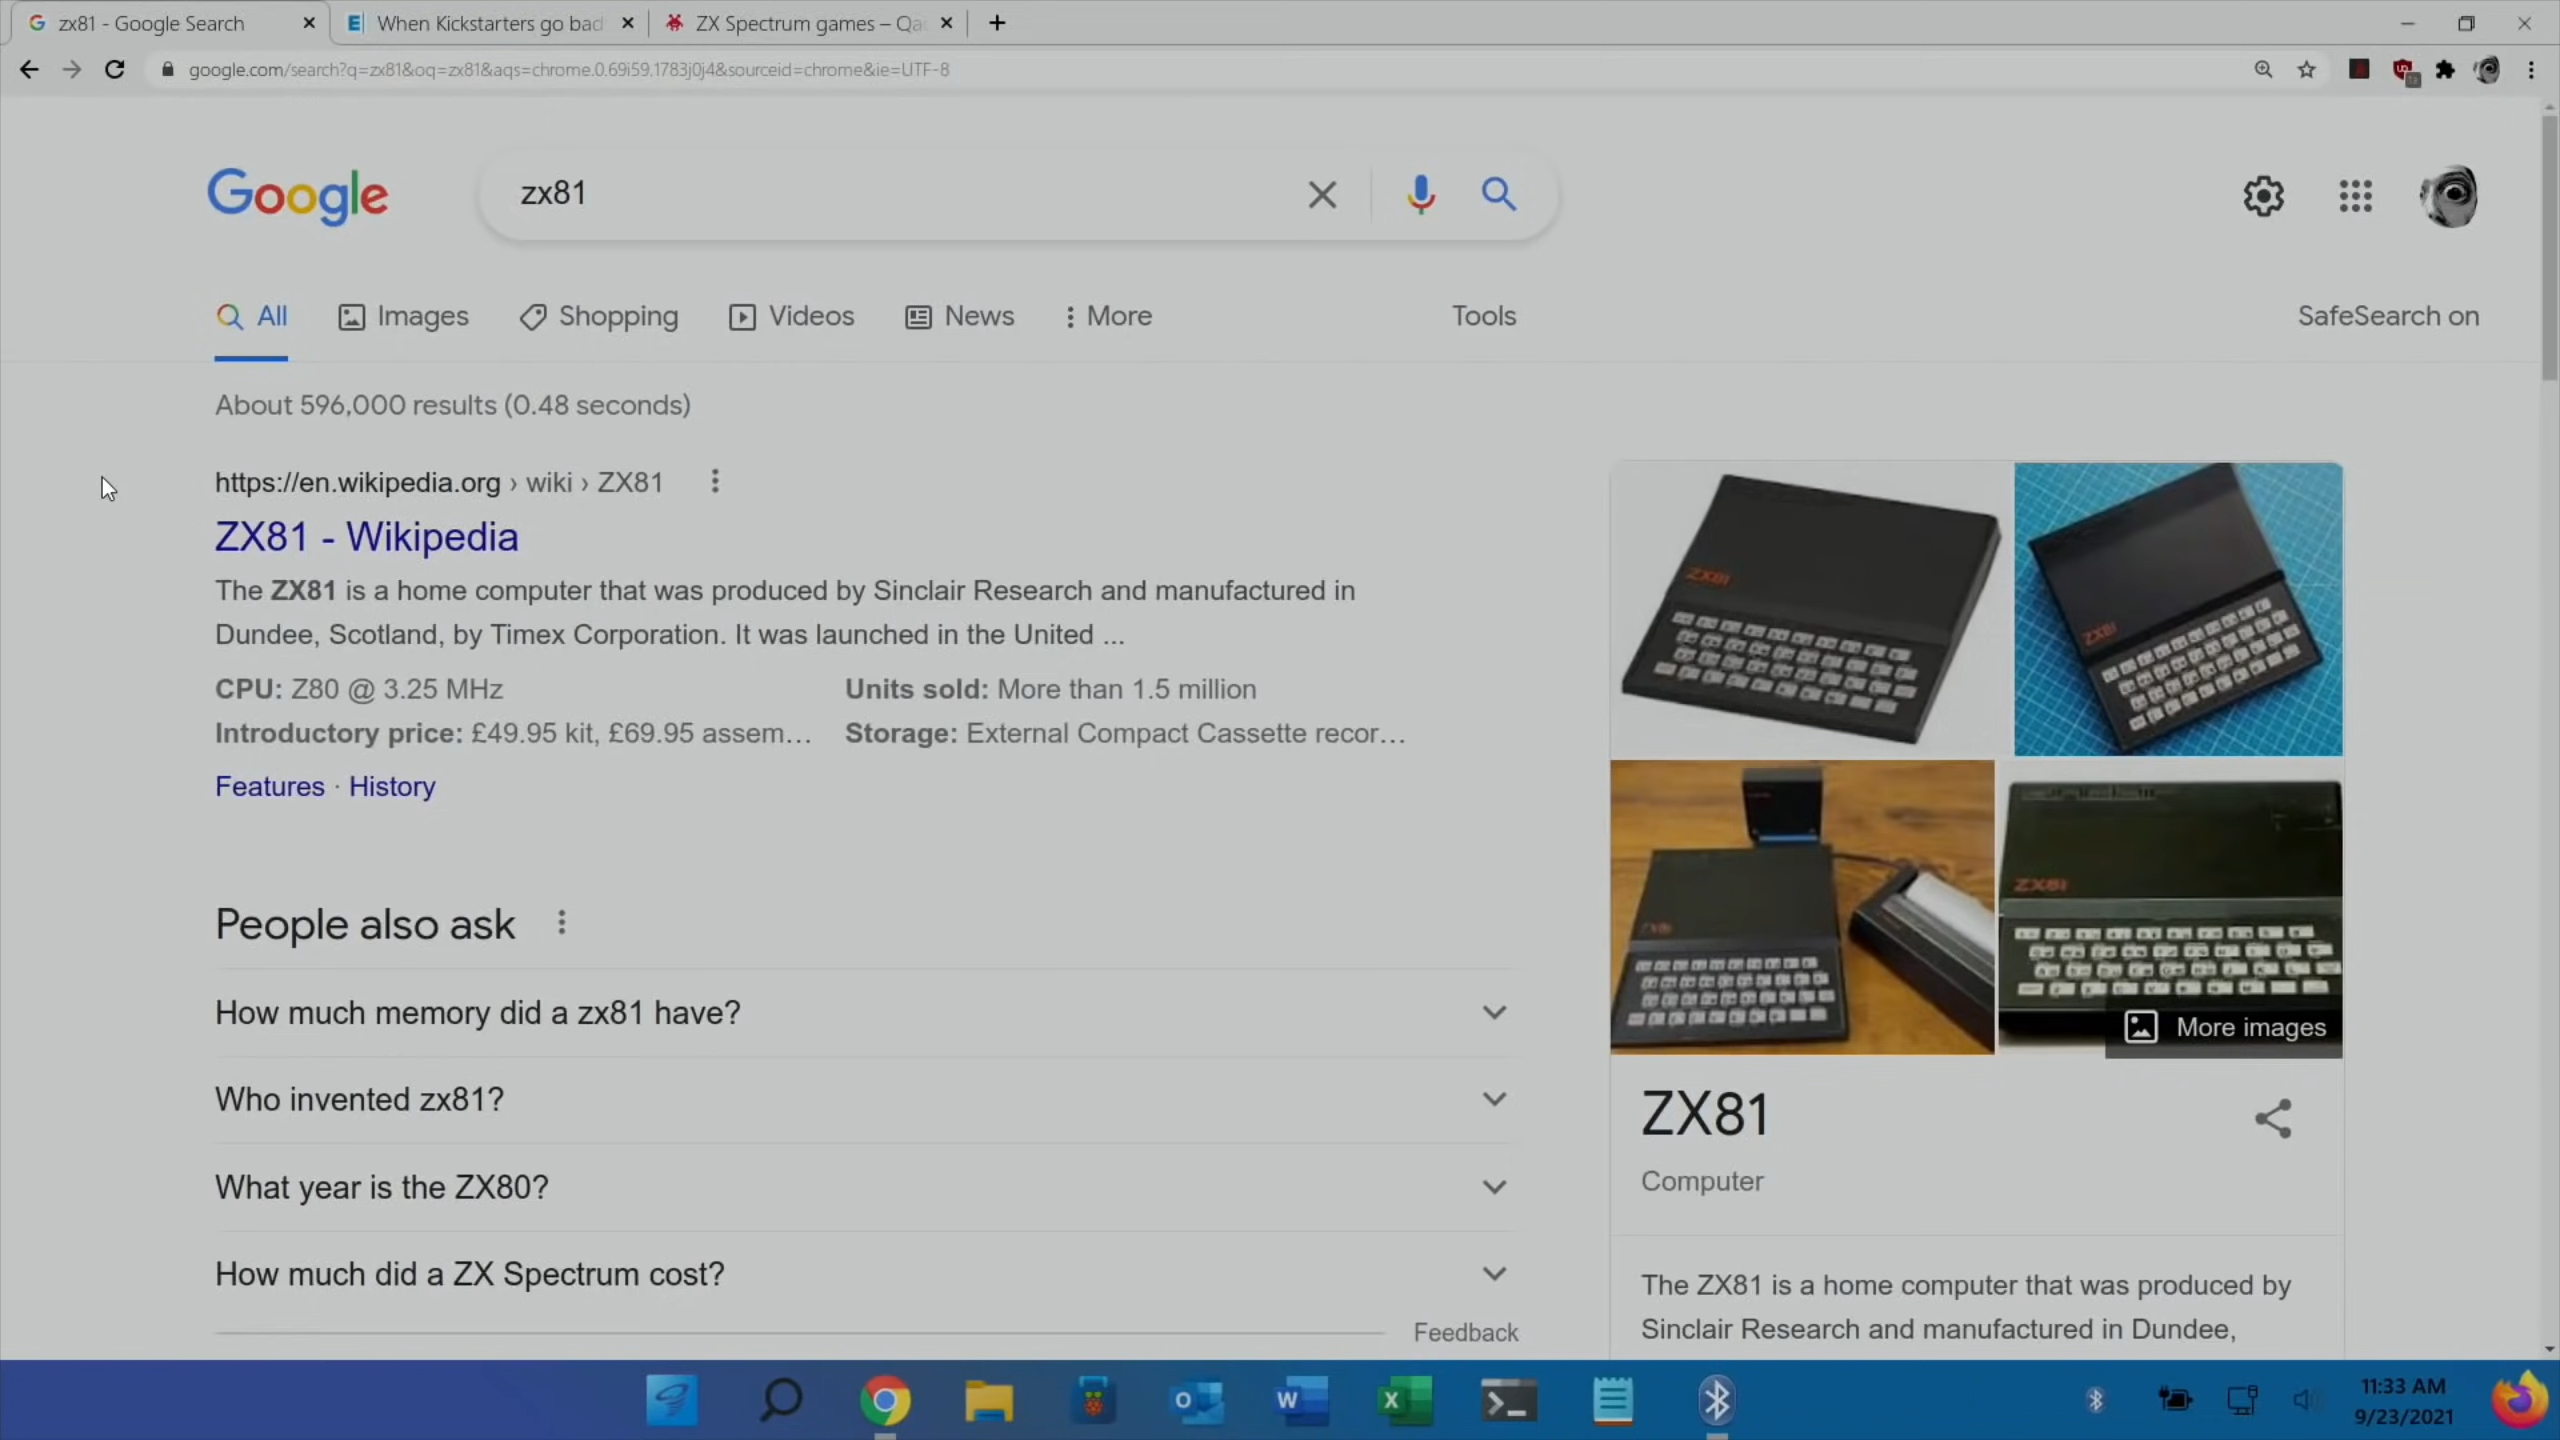 zx81 - Google Search
When Kickstarters go bad
ZX Spectrum games – Qa
google.com/search?q=zx81&oq=zx81&aqs=chrome.0.69i59.1783j0j4&sourceid=chrome&ie=UTF-8
Google
zx81
All
Images
Shopping
Videos
News
More
Tools
SafeSearch on
About 596,000 results (0.48 seconds)
https://en.wikipedia.org › wiki › ZX81
ZX81 - Wikipedia
The ZX81 is a home computer that was produced by Sinclair Research and manufactured in
Dundee, Scotland, by Timex Corporation. It was launched in the United ...
CPU: Z80 @ 3.25 MHz
Units sold: More than 1.5 million
Introductory price: £49.95 kit, £69.95 assem...
Storage: External Compact Cassette recor...
Features · History
People also ask
How much memory did a zx81 have?
Who invented zx81?
What year is the ZX80?
How much did a ZX Spectrum cost?
Feedback
ZX81
ZX81
ZX81
More images
ZX81
Computer
The ZX81 is a home computer that was produced by
Sinclair Research and manufactured in Dundee,
11:33 AM
9/23/2021